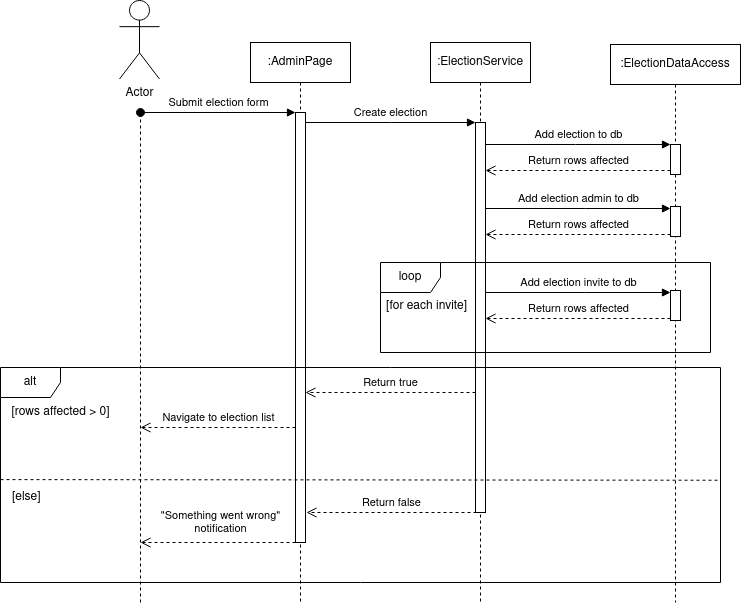 :AdminPage
:ElectionService
:ElectionDataAccess
Actor
Submit election form
Create election
Add election to db
Return rows affected
Add election admin to db
Return rows affected
loop
Add election invite to db
[for each invite]
Return rows affected
alt
Return true
[rows affected > 0]
Navigate to election list
[else]
Return false
"Something went wrong"
notification